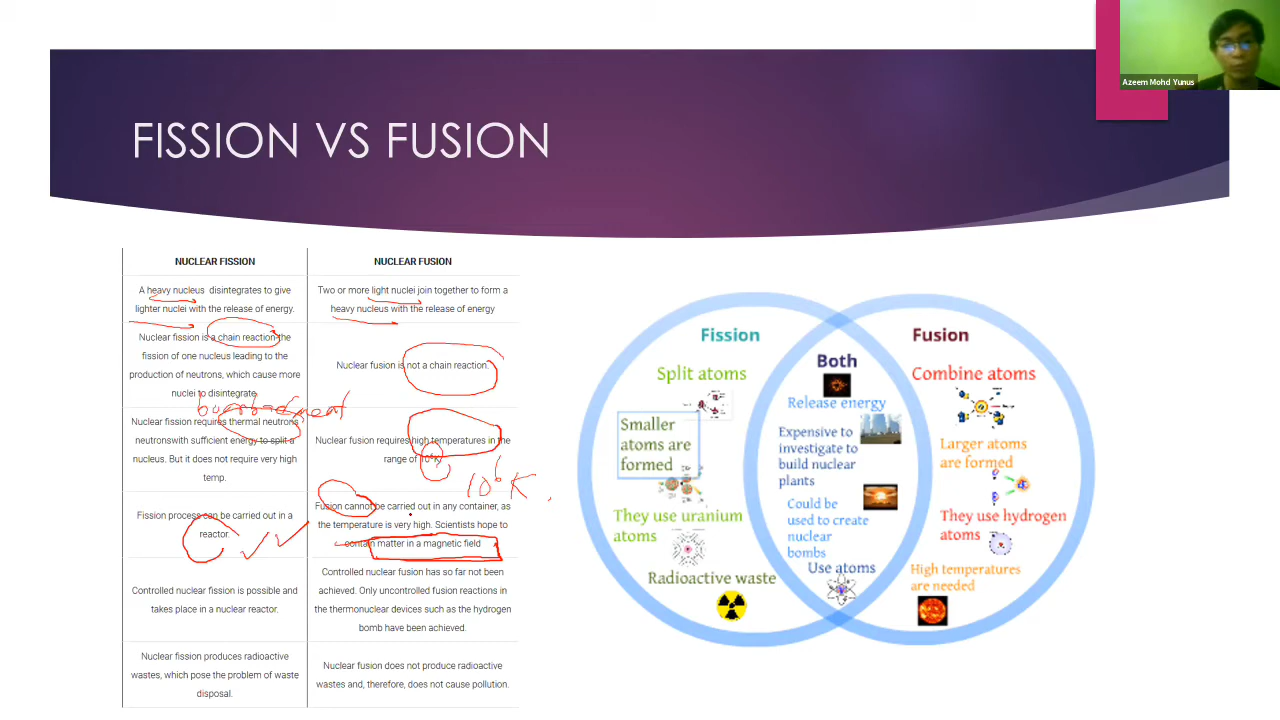 Azeem Mohd Yunus
FISSION VS FUSION
NUCLEAR FISSION
NUCLEAR FUSION
A heavy nucleus disintegrates to give
lighter nuclei with the release of energy.
Two or more light nuclei join together to form a
heavy nucleus with the release of energy
Nuclear fission is a chain reaction-the
fission of one nucleus leading to the
production of neutrons, which cause more
nuclei to disintegrate
Nuclear fusion is not a chain reaction.
Nuclear fission requires thermal neutrons
neutronswith sufficient energy to split a
nucleus. But it does not require very high
temp.
Nuclear fusion requires high temperatures in the
range of 10⁶K
10⁶ K
Fission process can be carried out in a
reactor.
Fusion cannot be carried out in any container, as
the temperature is very high. Scientists hope to
contain matter in a magnetic field
Controlled nuclear fission is possible and
takes place in a nuclear reactor.
Controlled nuclear fusion has so far not been
achieved. Only uncontrolled fusion reactions in
the thermonuclear devices such as the hydrogen
bomb have been achieved.
Nuclear fission produces radioactive
wastes, which pose the problem of waste
disposal.
Nuclear fusion does not produce radioactive
wastes and, therefore, does not cause pollution.
Fission
Split atoms
Smaller
atoms are
formed
They use uranium
atoms
Radioactive waste
Both
Release energy
Expensive to
investigate to
build nuclear
plants
Could be
used to create
nuclear
bombs
Use atoms
Fusion
Combine atoms
Larger atoms
are formed
They use hydrogen
atoms
High temperatures
are needed